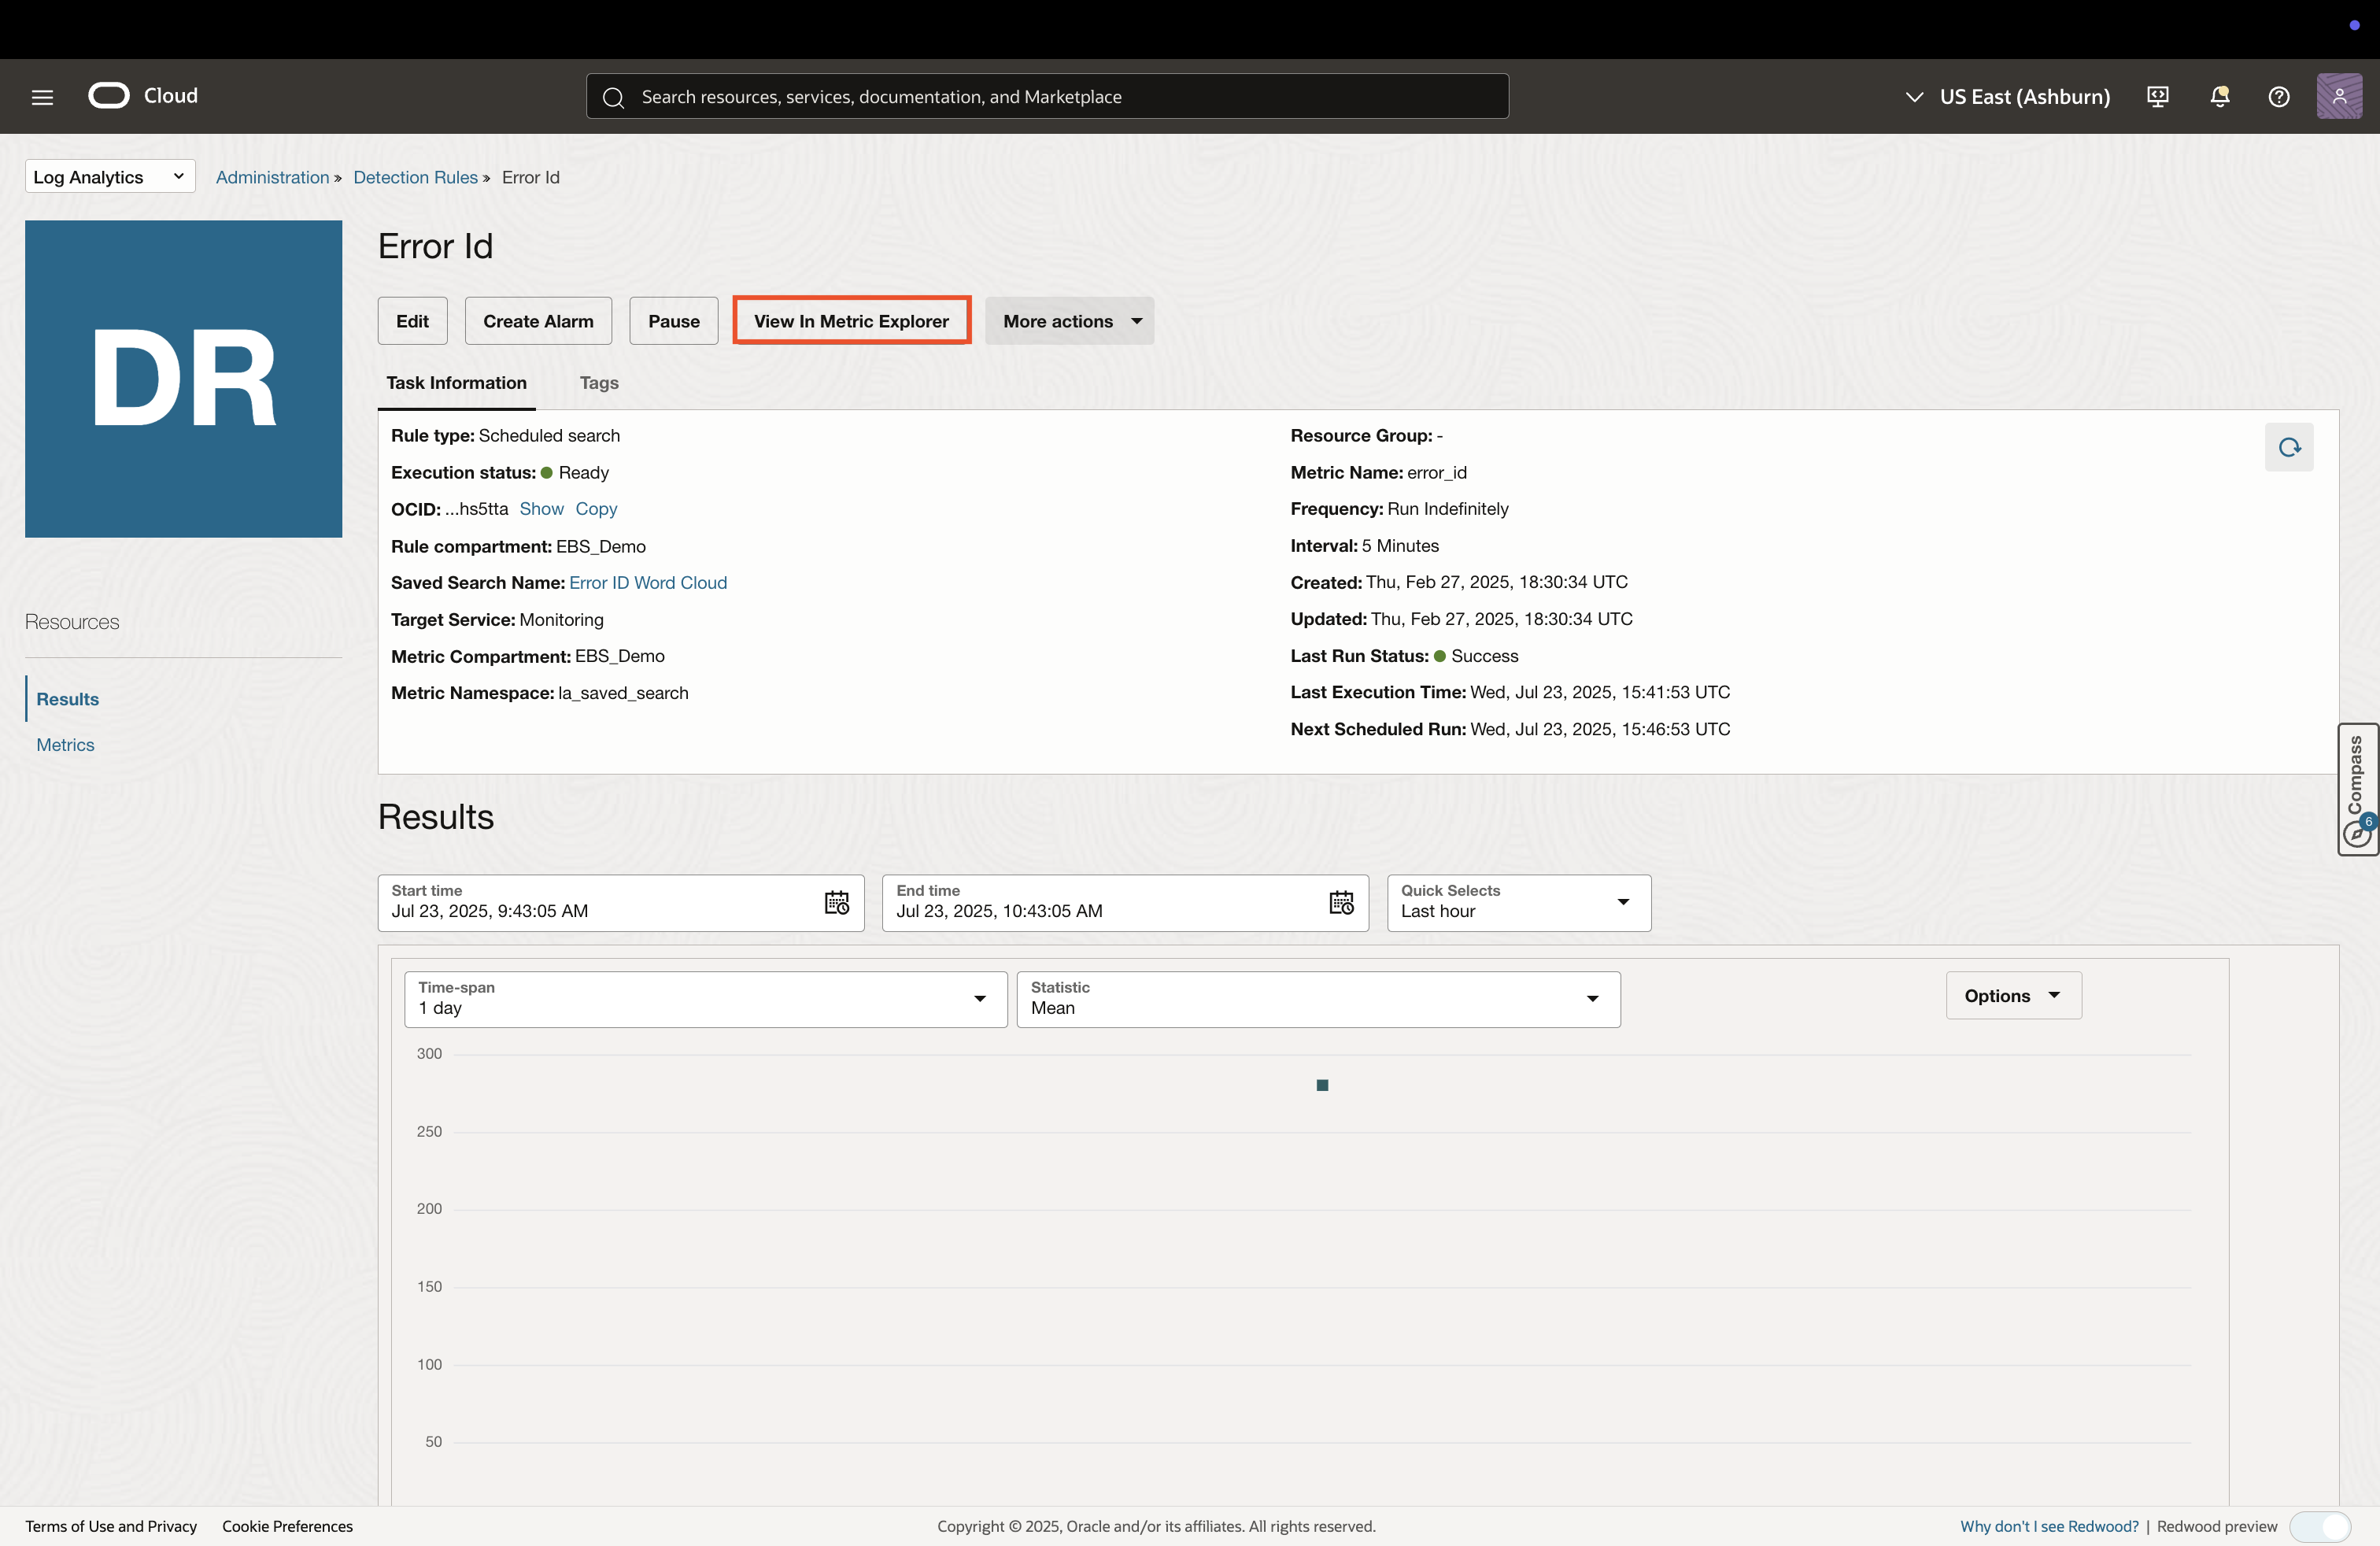 Cloud
Search resources, services, documentation, and Marketplace
US East (Ashburn)
Log Analytics
Administration » Detection Rules » Error Id
DR
Error Id
Edit
Create Alarm
Pause
View In Metric Explorer
More actions
Task Information
Tags
Rule type: Scheduled search
Execution status: Ready
OCID: ...hs5tta Show Copy
Rule compartment: EBS_Demo
Saved Search Name: Error ID Word Cloud
Target Service: Monitoring
Metric Compartment: EBS_Demo
Metric Namespace: la_saved_search
Resource Group: -
Metric Name: error_id
Frequency: Run Indefinitely
Interval: 5 Minutes
Created: Thu, Feb 27, 2025, 18:30:34 UTC
Updated: Thu, Feb 27, 2025, 18:30:34 UTC
Last Run Status: Success
Last Execution Time: Wed, Jul 23, 2025, 15:41:53 UTC
Next Scheduled Run: Wed, Jul 23, 2025, 15:46:53 UTC
Resources
Results
Metrics
Compass
6
Results
Start time
Jul 23, 2025, 9:43:05 AM
End time
Jul 23, 2025, 10:43:05 AM
Quick Selects
Last hour
Time-span
1 day
Statistic
Mean
Options
300
250
200
150
100
50
Terms of Use and Privacy
Cookie Preferences
Copyright © 2025, Oracle and/or its affiliates. All rights reserved.
Why don't I see Redwood? | Redwood preview